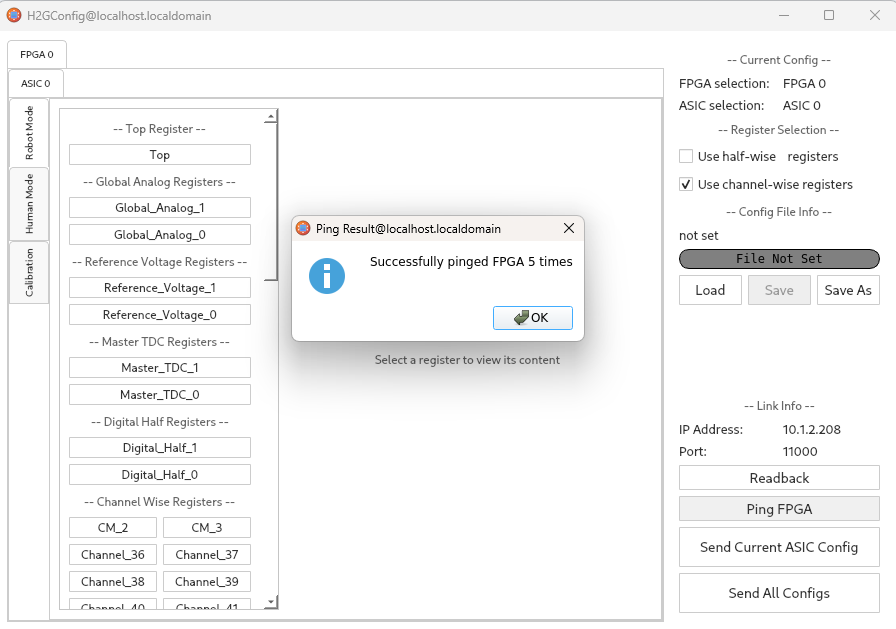 H2GConfig@localhost.localdomain
FPGA 0
ASIC 0
Robot Mode
Human Mode
Calibration
-- Top Register --
Top
-- Global Analog Registers --
Global_Analog_1
Global_Analog_0
-- Reference Voltage Registers --
Reference_Voltage_1
Reference_Voltage_0
-- Master TDC Registers --
Master_TDC_1
Master_TDC_0
-- Digital Half Registers --
Digital_Half_1
Digital_Half_0
-- Channel Wise Registers --
CM_2 CM_3
Channel_36 Channel_37
Channel_38 Channel_39
Channel_40 Channel_41
Ping Result@localhost.localdomain
Successfully pinged FPGA 5 times
OK
Select a register to view its content
-- Current Config --
FPGA selection: FPGA 0
ASIC selection: ASIC 0
-- Register Selection --
Use half-wise registers
Use channel-wise registers
-- Config File Info --
not set
File Not Set
Load Save Save As
-- Link Info --
IP Address: 10.1.2.208
Port: 11000
Readback
Ping FPGA
Send Current ASIC Config
Send All Configs